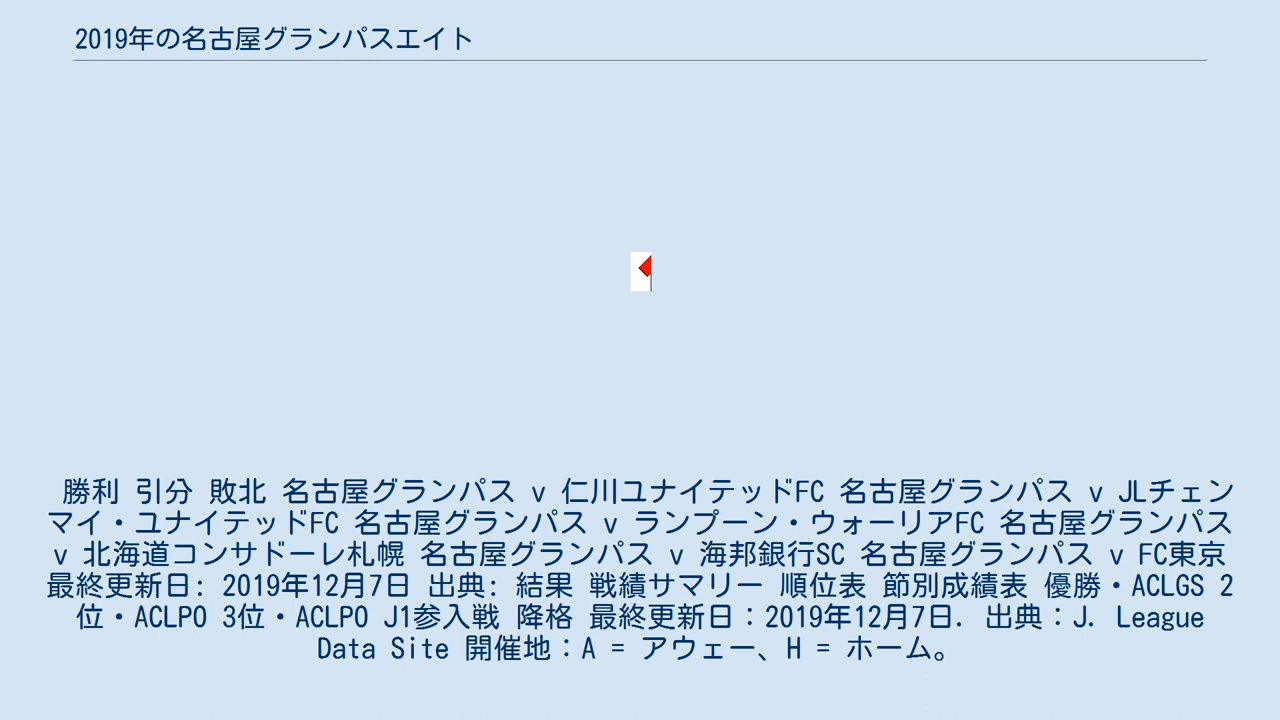 2019年の名古屋グランパスエイト
勝利 引分 敗北 名古屋グランパス v 仁川ユナイテッドFC 名古屋グランパス v JLチェン
マイ・ユナイテッドFC 名古屋グランパス v ランプーン・ウォーリアFC 名古屋グランパス
v 北海道コンサドーレ札幌 名古屋グランパス v 海邦銀行SC 名古屋グランパス v FC東京
最終更新日: 2019年12月7日 出典: 結果 戦績サマリー 順位表 節別成績表 優勝・ACLGS 2
位・ACLPO 3位・ACLPO J1参入戦 降格 最終更新日：2019年12月7日. 出典：J. League
Data Site 開催地：A = アウェー、H = ホーム。